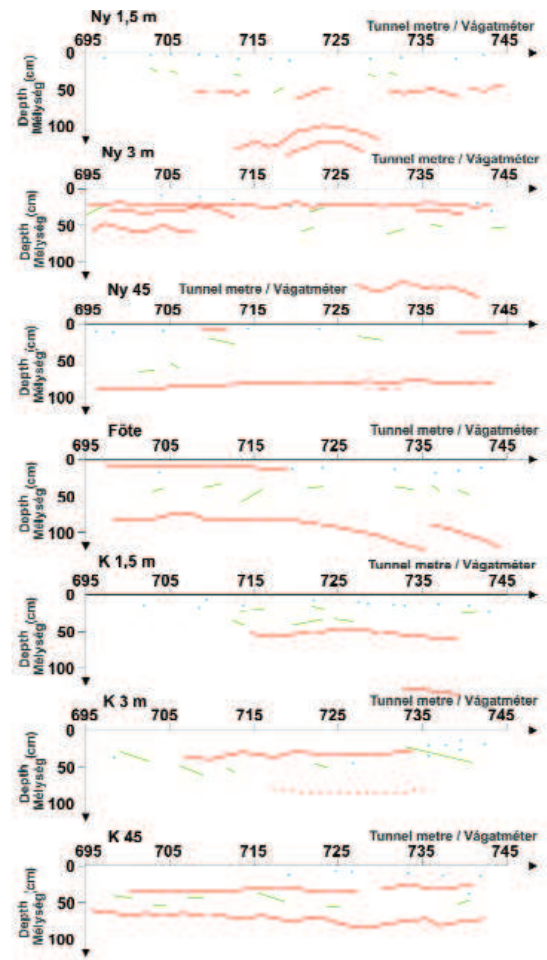 Ny 1,5 m
Tunnel metre / Vágatméter
695 705 715 725 735 745
0
50
100
Depth (cm)
Mélység
Ny 3 m
Tunnel metre / Vágatméter
695 705 715 725 735 745
0
50
100
Depth (cm)
Mélység
Ny 45
Tunnel metre / Vágatméter
695 705 715 725 735 745
0
50
100
Depth (cm)
Mélység
Föte
Tunnel metre / Vágatméter
695 705 715 725 735 745
0
50
100
Depth (cm)
Mélység
K 1,5 m
Tunnel metre / Vágatméter
695 705 715 725 735 745
0
50
100
Depth (cm)
Mélység
K 3 m
Tunnel metre / Vágatméter
695 705 715 725 735 745
0
50
100
Depth (cm)
Mélység
K 45
Tunnel metre / Vágatméter
695 705 715 725 735 745
0
50
100
Depth (cm)
Mélység